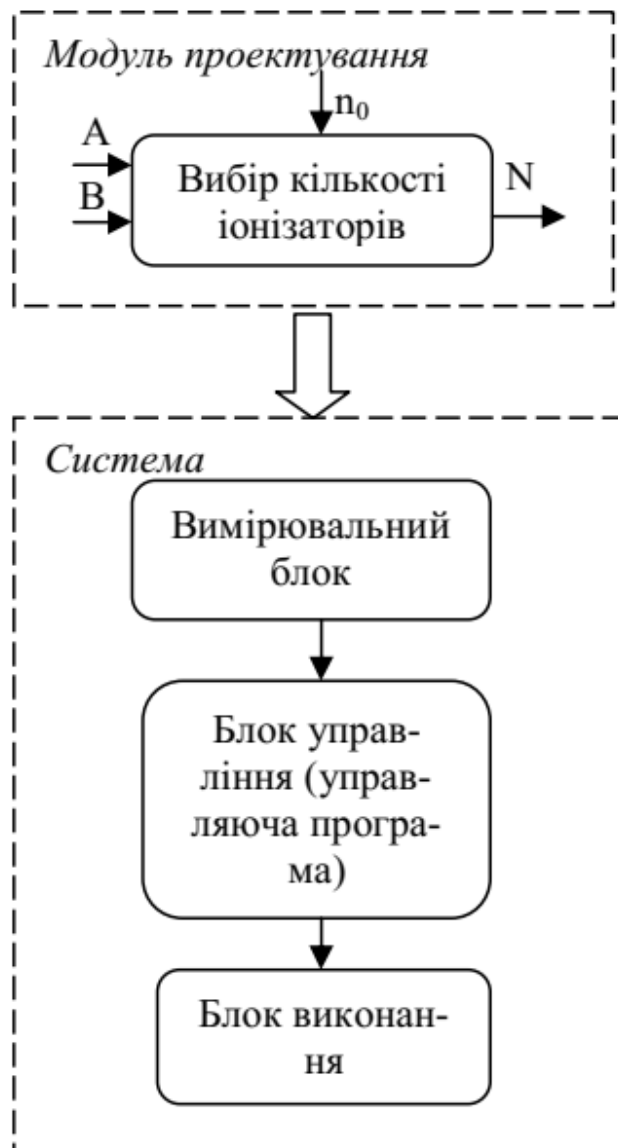 Модуль проектування
n₀
A
B
Вибір кількості
іонізаторів
N
Система
Вимірювальний
блок
Блок управ-
ління (управ-
ляюча програ-
ма)
Блок виконан-
ня